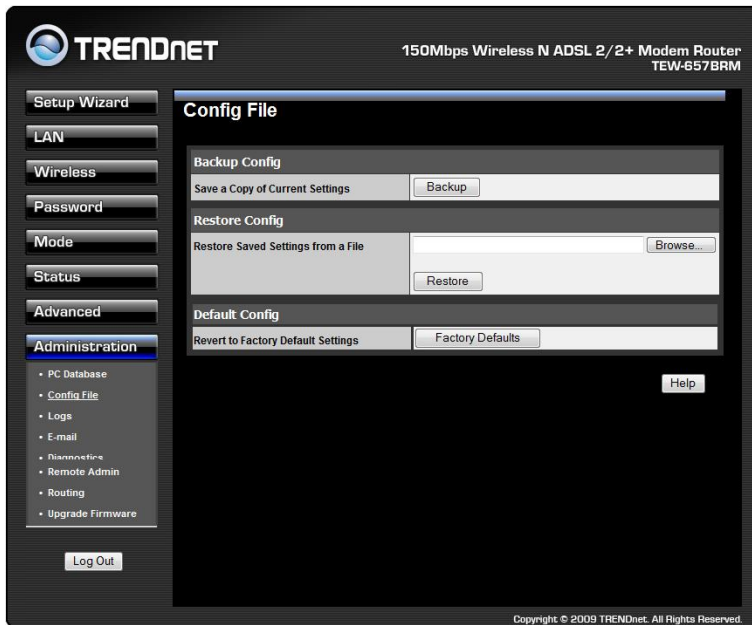 TRENDNET
150Mbps Wireless N ADSL 2/2+ Modem Router
TEW-657BRM
Setup Wizard
LAN
Wireless
Password
Mode
Status
Advanced
Administration
• PC Database
• Config File
• Logs
• E-mail
• Diagnostics
• Remote Admin
• Routing
• Upgrade Firmware
Log Out
Config File
Backup Config
Save a Copy of Current Settings Backup
Restore Config
Restore Saved Settings from a File Browse...
Restore
Default Config
Revert to Factory Default Settings Factory Defaults
Help
Copyright © 2009 TRENDnet. All Rights Reserved.